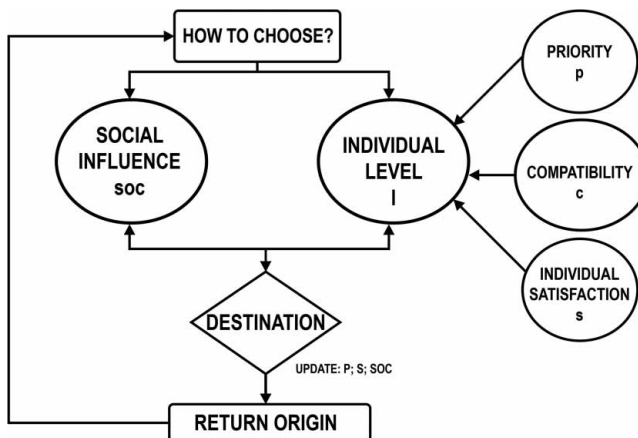 HOW TO CHOOSE?
SOCIAL
INFLUENCE
soc
INDIVIDUAL
LEVEL
I
PRIORITY
p
COMPATIBILITY
c
INDIVIDUAL
SATISFACTION
s
DESTINATION
UPDATE: P; S; SOC
RETURN ORIGIN